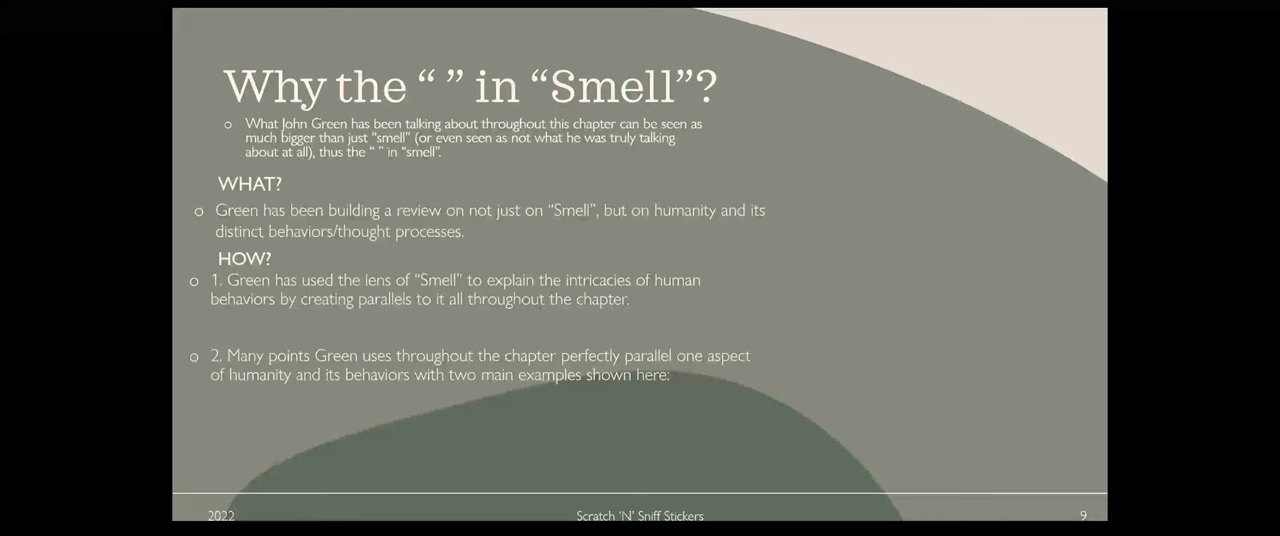 Why the “ ” in “Smell”?
o What John Green has been talking about throughout this chapter can be seen as
much bigger than just “smell” (or even seen as not what he was truly talking
about at all), thus the “ ” in “smell”.
WHAT?
o Green has been building a review on not just on “Smell”, but on humanity and its
distinct behaviors/thought processes.
HOW?
o 1. Green has used the lens of “Smell” to explain the intricacies of human
behaviors by creating parallels to it all throughout the chapter.
o 2. Many points Green uses throughout the chapter perfectly parallel one aspect
of humanity and its behaviors with two main examples shown here:
2022 Scratch ‘N’ Sniff Stickers 9